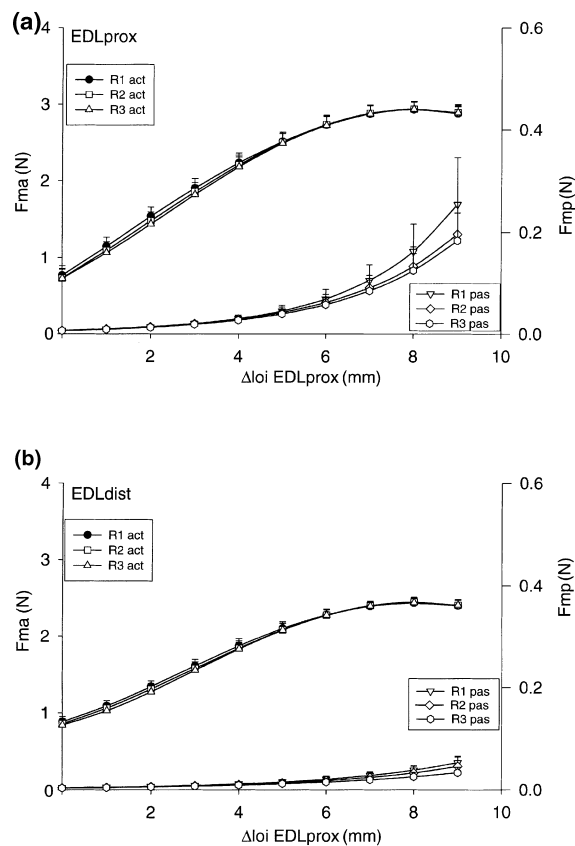 (a)
EDLprox
R1 act
R2 act
R3 act
4
3
2
1
0
Fma (N)
0.6
0.4
0.2
0.0
Fmp (N)
R1 pas
R2 pas
R3 pas
2 4 6 8 10
Δloi EDLprox (mm)
(b)
EDLdist
R1 act
R2 act
R3 act
4
3
2
1
0
Fma (N)
0.6
0.4
0.2
0.0
Fmp (N)
R1 pas
R2 pas
R3 pas
2 4 6 8 10
Δloi EDLprox (mm)